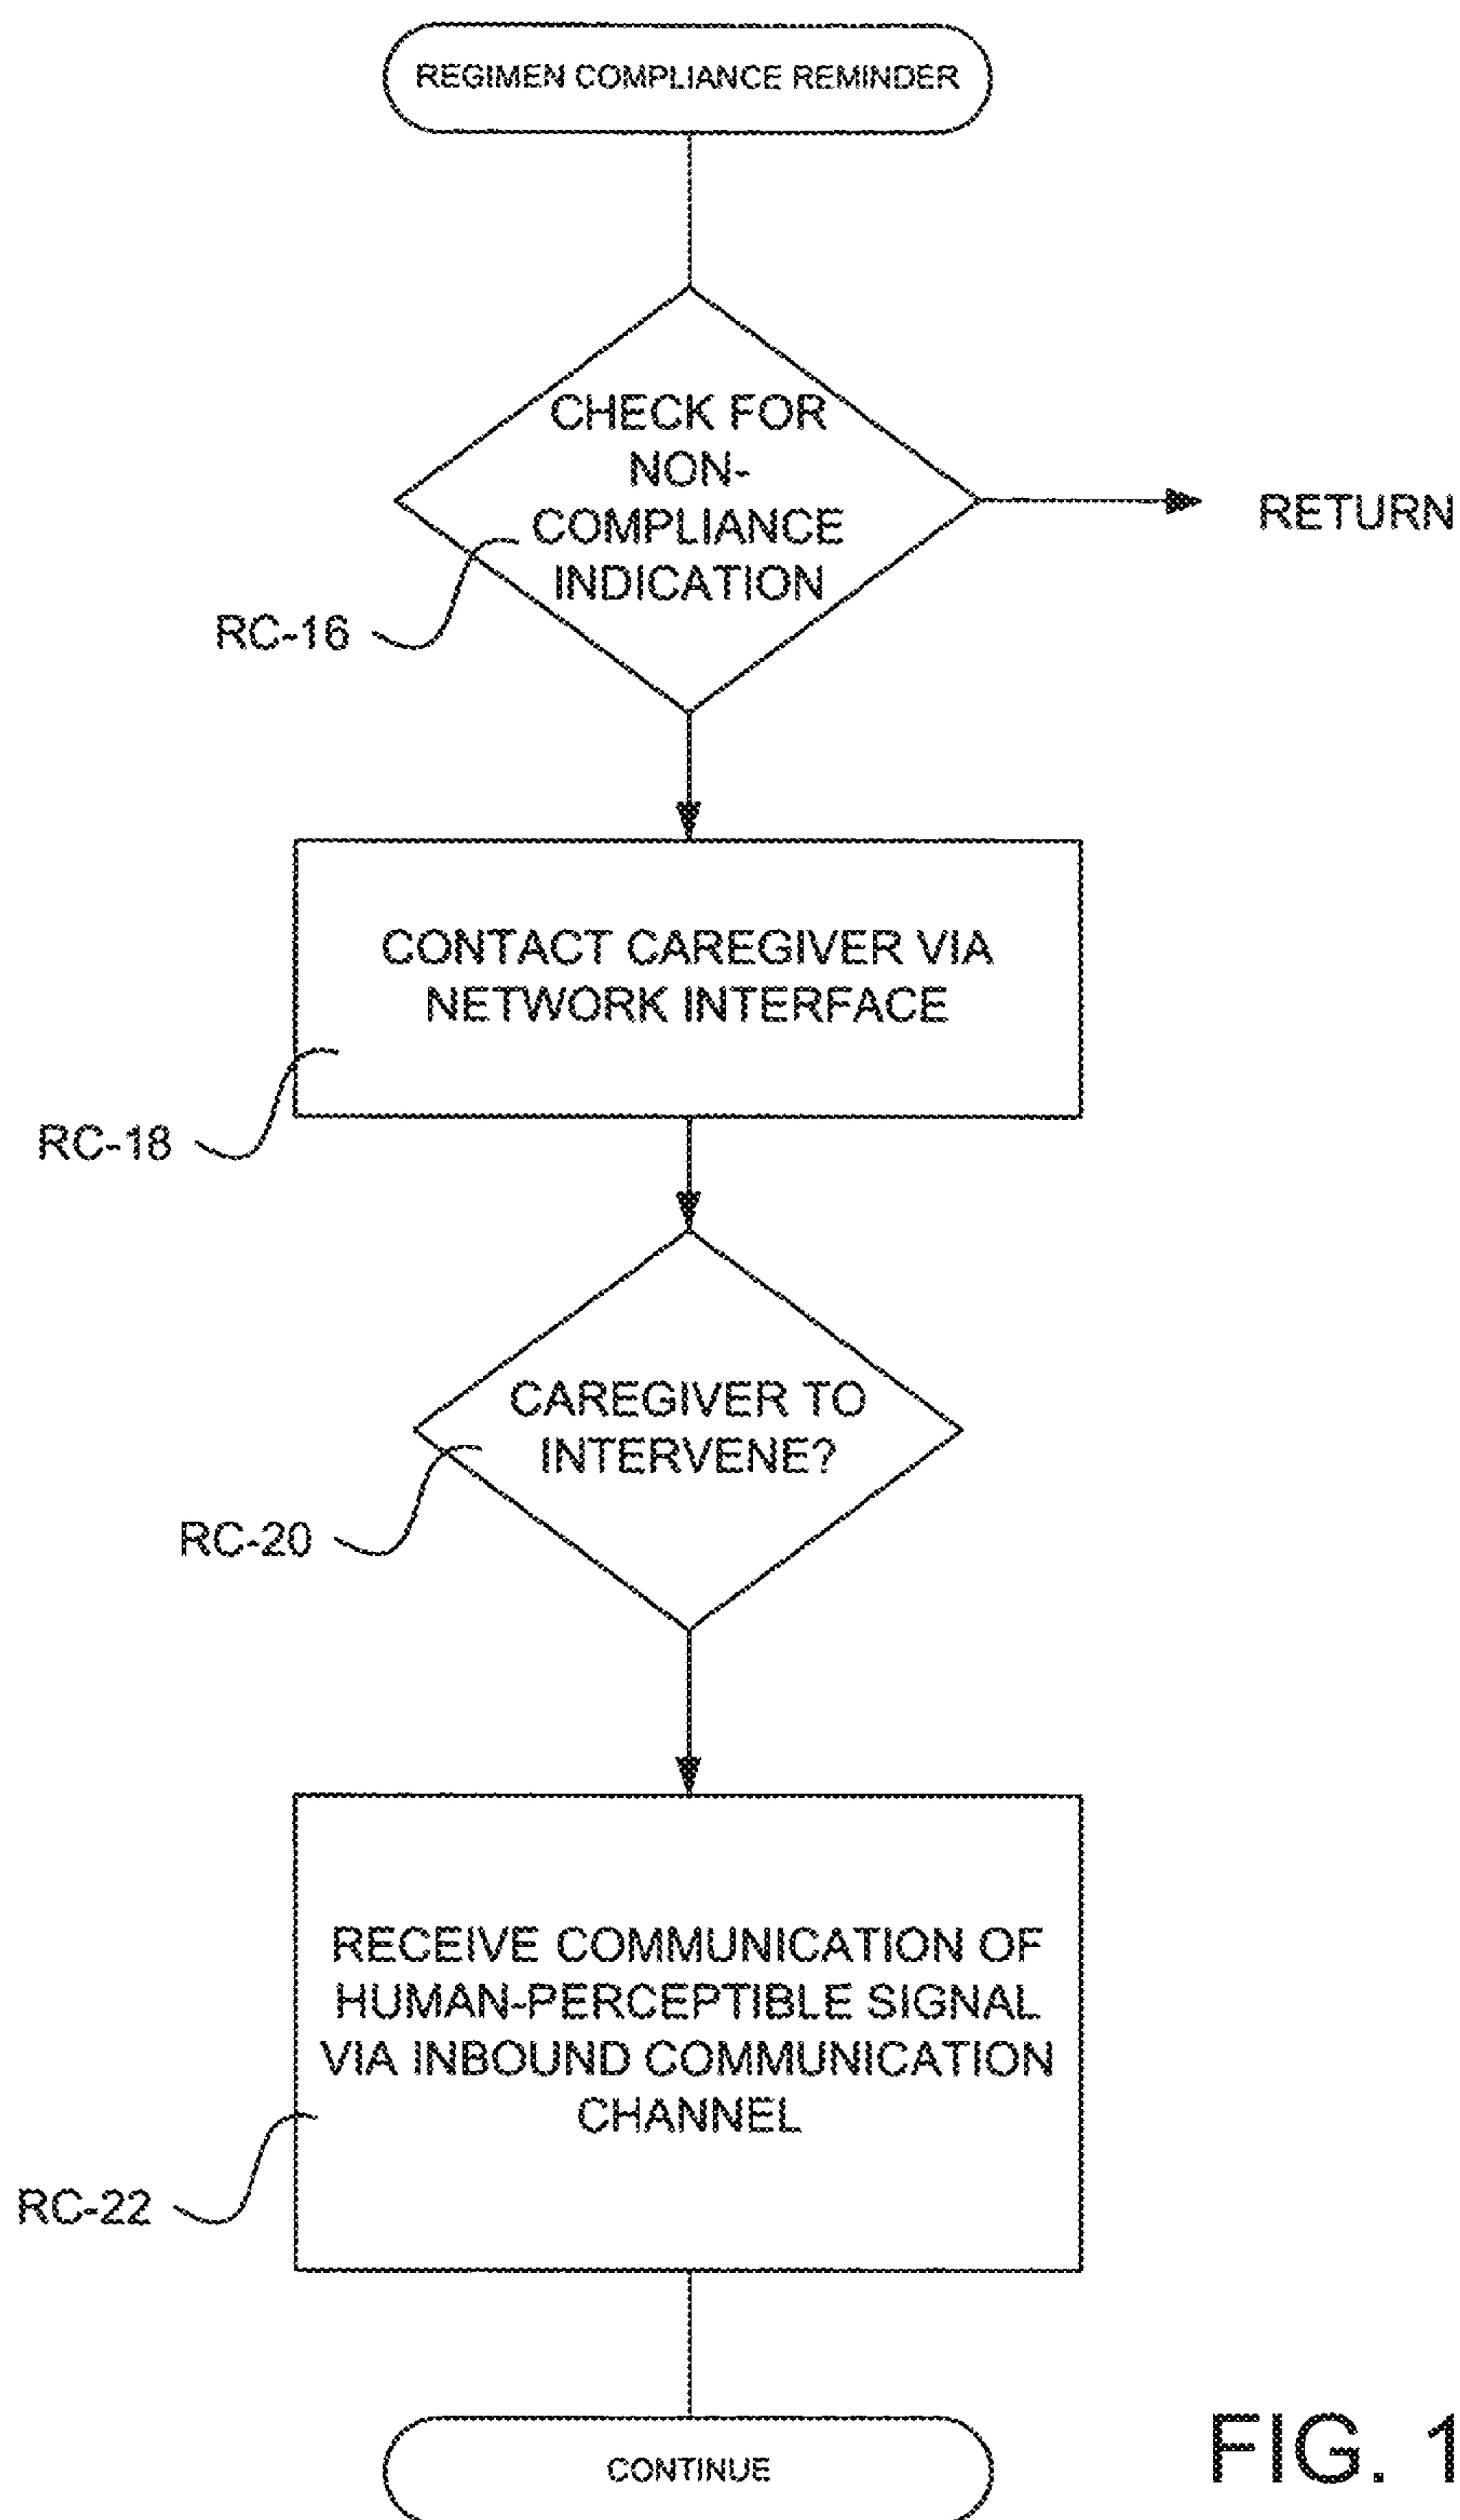 REGIMEN COMPLIANCE REMINDER
CHECK FOR
NON-
COMPLIANCE
INDICATION
RETURN
RC-16
CONTACT CAREGIVER VIA
NETWORK INTERFACE
RC-18
CAREGIVER TO
INTERVENE?
RC-20
RECEIVE COMMUNICATION OF
HUMAN-PERCEPTIBLE SIGNAL
VIA INBOUND COMMUNICATION
CHANNEL
RC-22
CONTINUE
FIG. 1